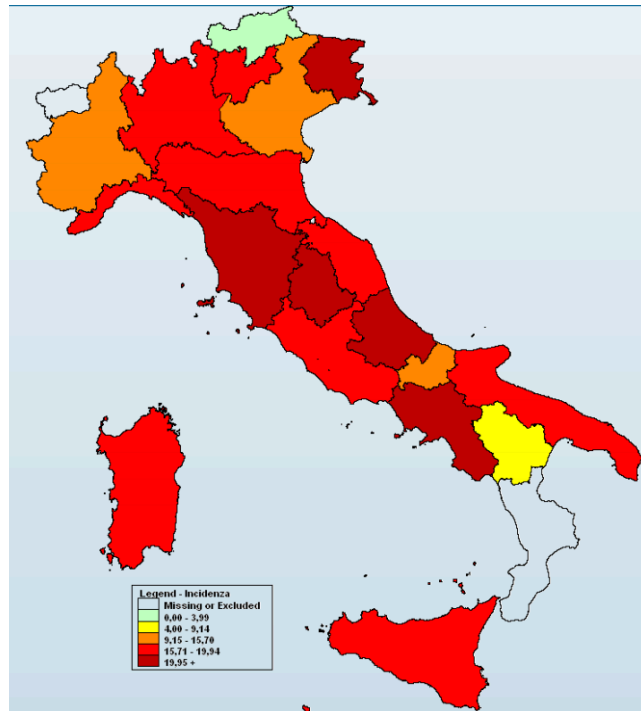 Legend - Incidenza
Missing or Excluded
0,00 - 3,99
4,00 - 9,14
9,15 - 15,70
15,71 - 19,94
19,95 +